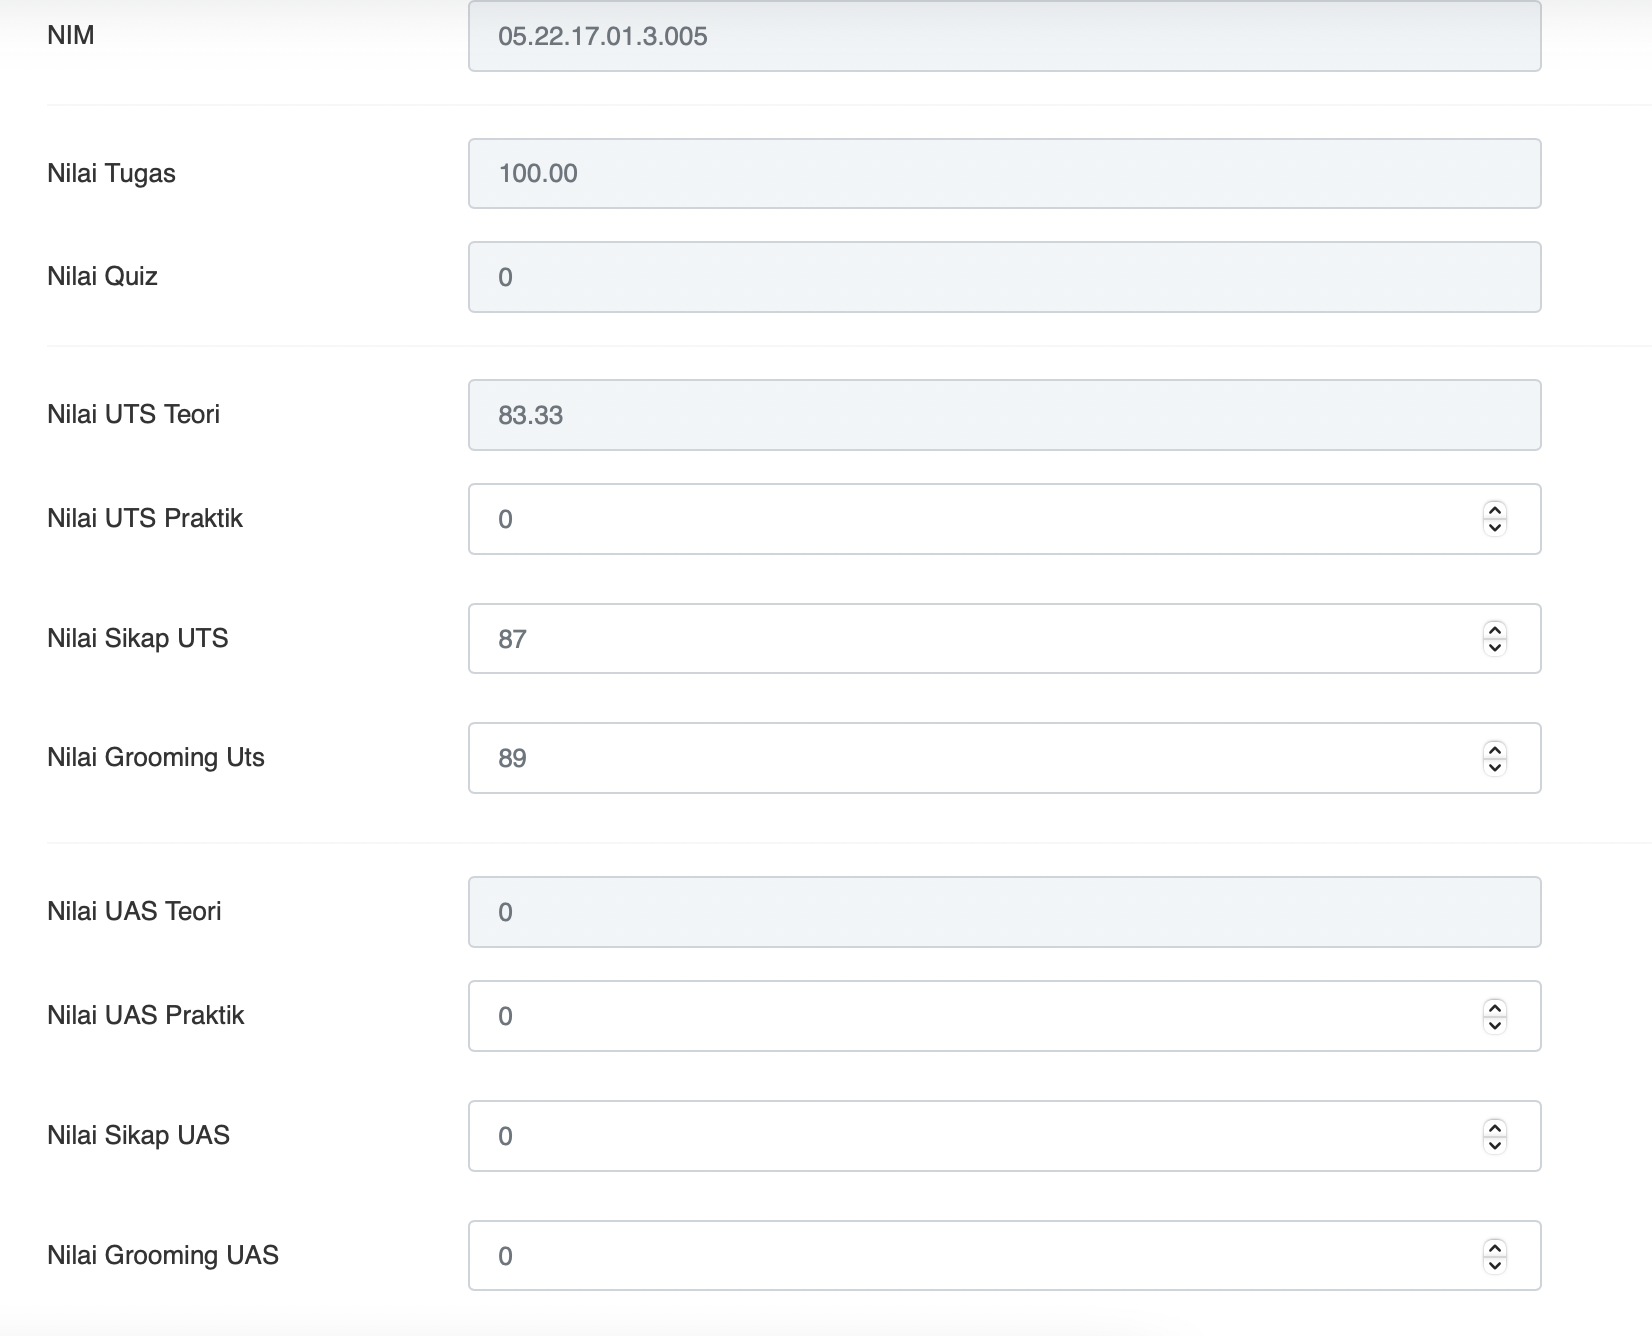 NIM 05.22.17.01.3.005
Nilai Tugas 100.00
Nilai Quiz 0
Nilai UTS Teori 83.33
Nilai UTS Praktik 0
Nilai Sikap UTS 87
Nilai Grooming Uts 89
Nilai UAS Teori 0
Nilai UAS Praktik 0
Nilai Sikap UAS 0
Nilai Grooming UAS 0